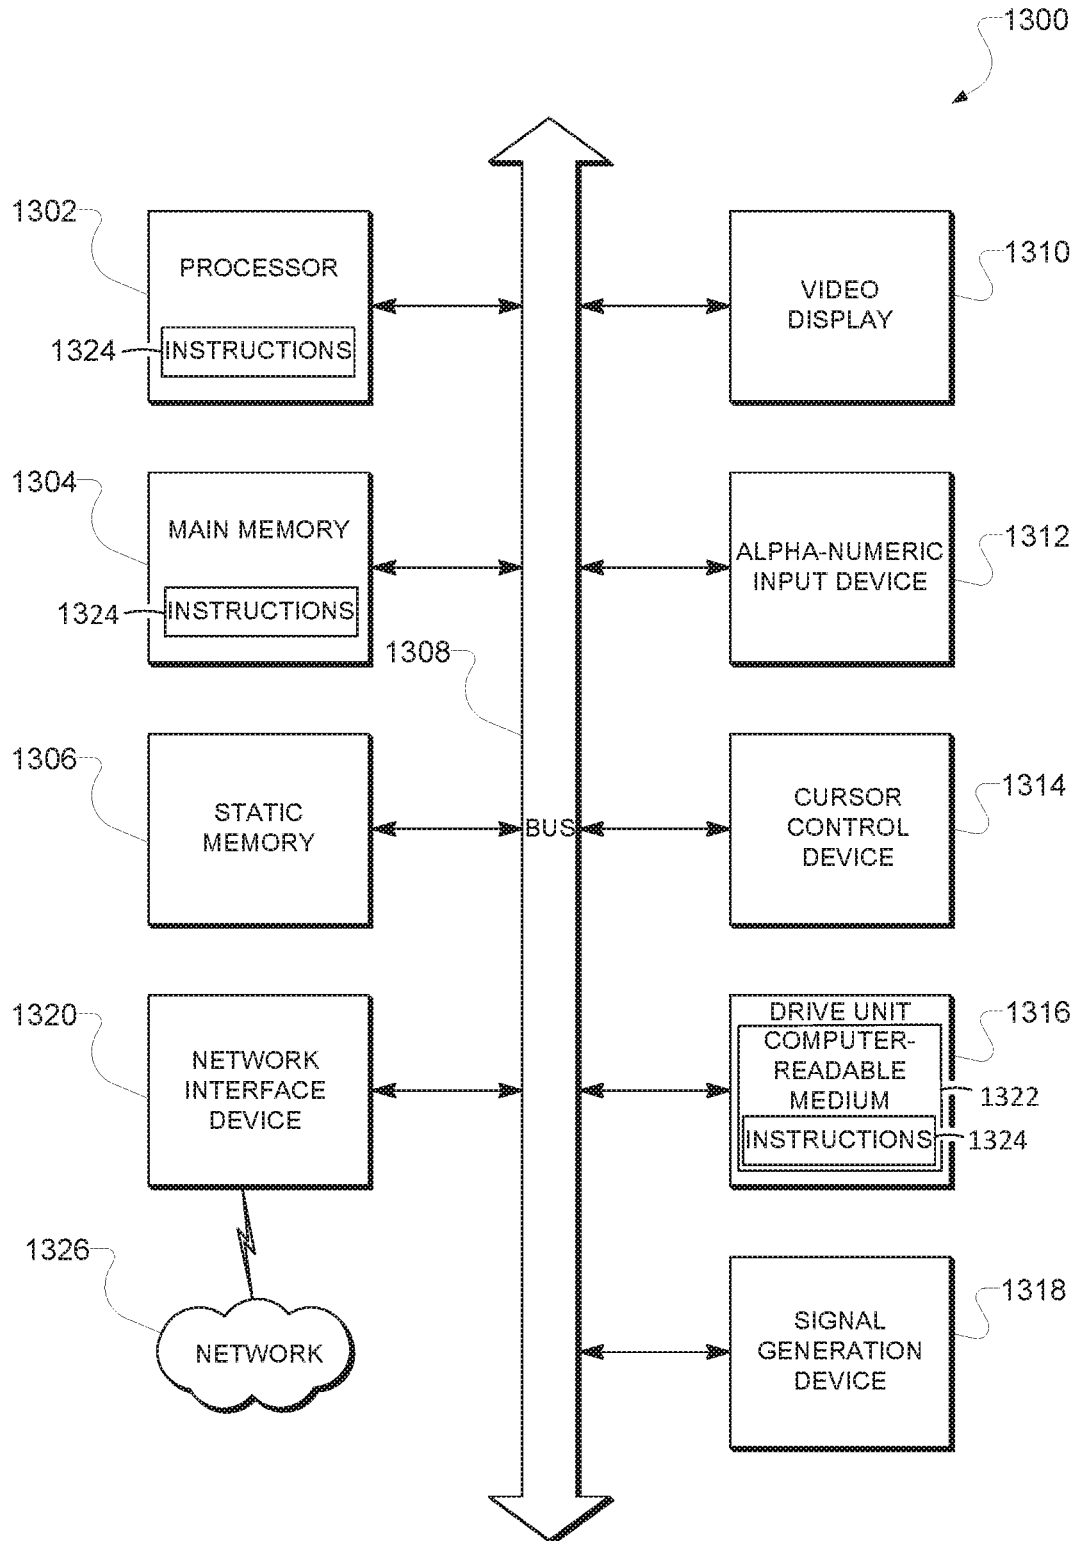 1300
1302
PROCESSOR
1324
INSTRUCTIONS
1310
VIDEO
DISPLAY
1304
MAIN MEMORY
1324
INSTRUCTIONS
1312
ALPHA-NUMERIC
INPUT DEVICE
1308
1306
STATIC
MEMORY
BUS
1314
CURSOR
CONTROL
DEVICE
1320
NETWORK
INTERFACE
DEVICE
1316
DRIVE UNIT
COMPUTER-
READABLE
MEDIUM
1322
INSTRUCTIONS
1324
1326
NETWORK
1318
SIGNAL
GENERATION
DEVICE